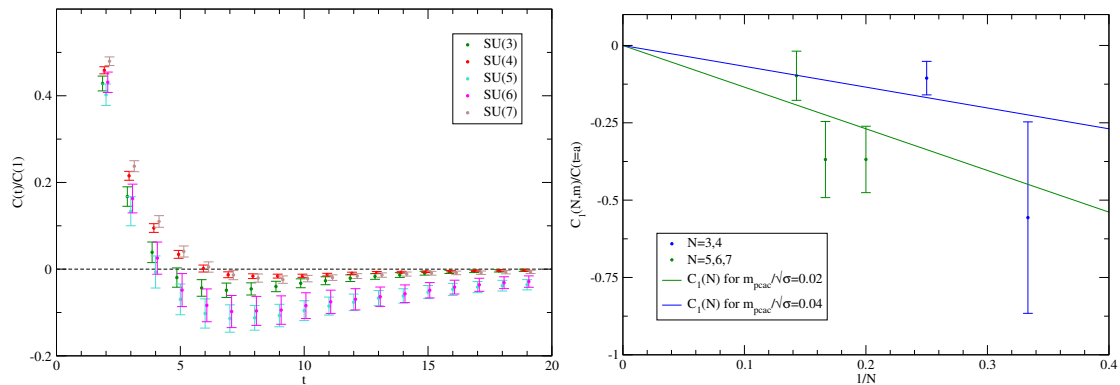 SU(3)
SU(4)
SU(5)
SU(6)
SU(7)
0.4
0.2
0
-0.2
C(t)/C(1)
0
5
10
15
20
t
0
-0.25
-0.5
-0.75
-1
C₁(N,m)/C(t=a)
N=3,4
N=5,6,7
C₁(N) for m_pcac/√σ=0.02
C₁(N) for m_pcac/√σ=0.04
0
0.1
0.2
0.3
0.4
1/N